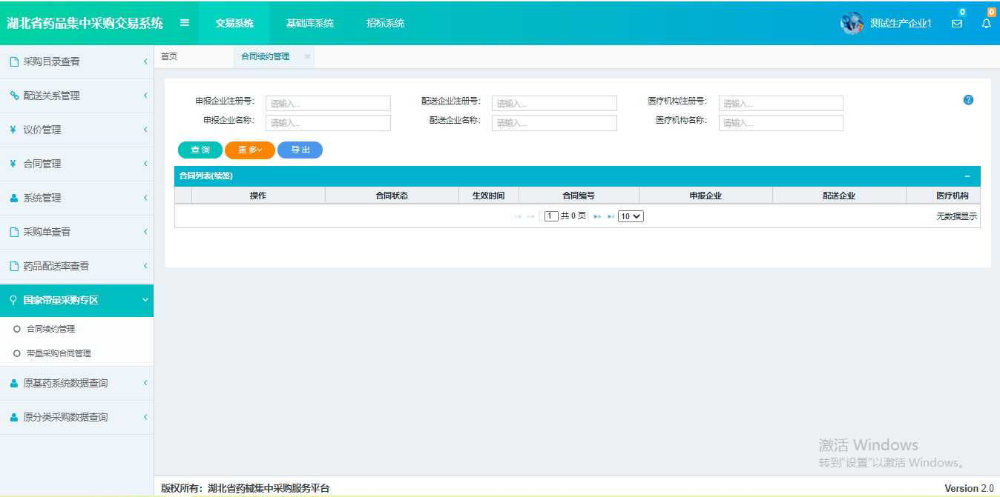 湖北省药品集中采购交易系统 交易系统 基础库系统 招标系统 测试生产企业1 0 0
采购目录查看
配送关系管理
¥ 议价管理
¥ 合同管理
系统管理
采购单查看
药品配送率查看
国家带量采购专区
合同续约管理
带量采购合同管理
原基药系统数据查询
原分类采购数据查询
首页 合同续约管理 ×
申报企业注册号: 请输入... 配送企业注册号: 请输入... 医疗机构注册号: 请输入... ?
申报企业名称: 请输入... 配送企业名称: 请输入... 医疗机构名称: 请输入...
查 询 更 多 导 出
合同列表(续签)
操作 合同状态 生效时间 合同编号 申报企业 配送企业 医疗机构
1 共 0 页 10 无数据显示
激活 Windows
转到"设置"以激活 Windows。
版权所有：湖北省药械集中采购服务平台 Version 2.0